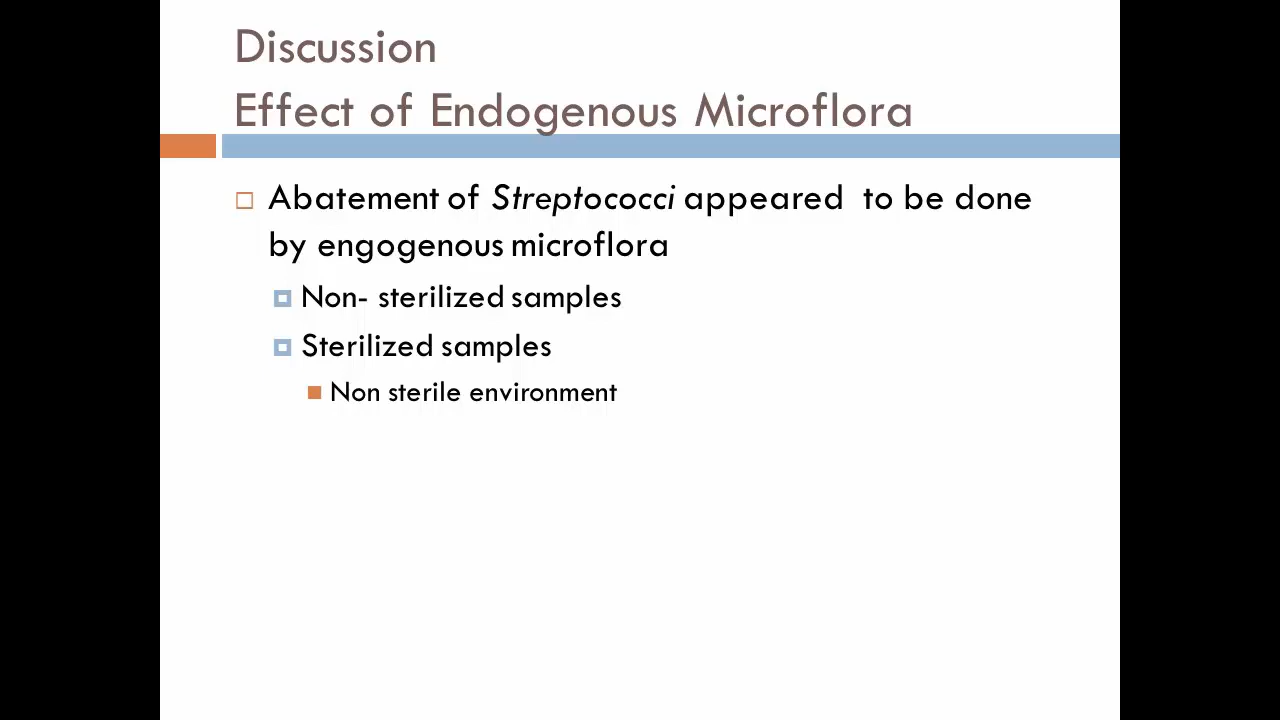 Discussion
Effect of Endogenous Microflora
Abatement of Streptococci appeared  to be done
by engogenous microflora
Non- sterilized samples
Sterilized samples
Non sterile environment